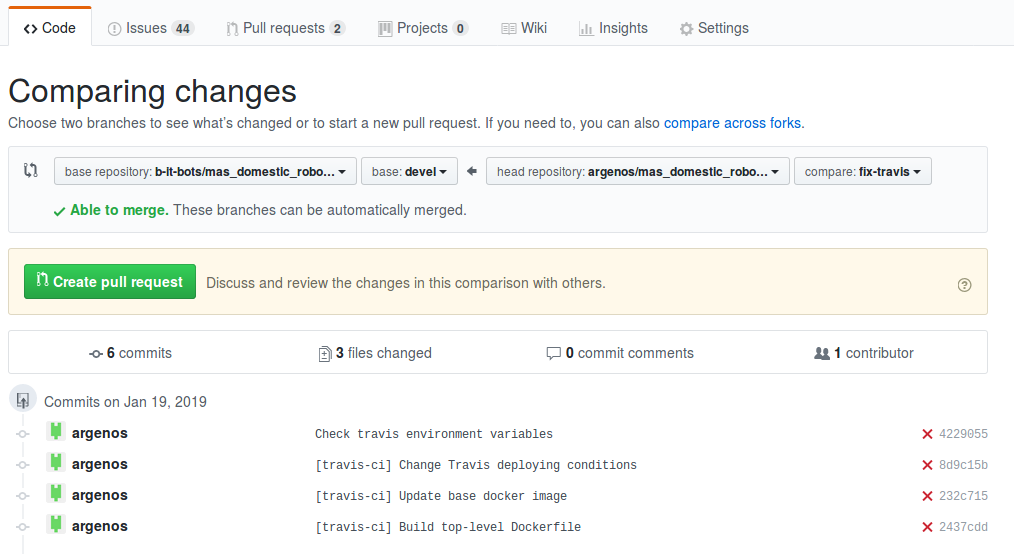 Code Issues 44 Pull requests 2 Projects 0 Wiki Insights Settings
Comparing changes
Choose two branches to see what's changed or to start a new pull request. If you need to, you can also compare across forks.
base repository: b-it-bots/mas_domestic_robo... base: devel head repository: argenos/mas_domestic_robo... compare: fix-travis
Able to merge. These branches can be automatically merged.
Create pull request Discuss and review the changes in this comparison with others.
6 commits 3 files changed 0 commit comments 1 contributor
Commits on Jan 19, 2019
argenos Check travis environment variables 4229055
argenos [travis-ci] Change Travis deploying conditions 8d9c15b
argenos [travis-ci] Update base docker image 232c715
argenos [travis-ci] Build top-level Dockerfile 2437cdd